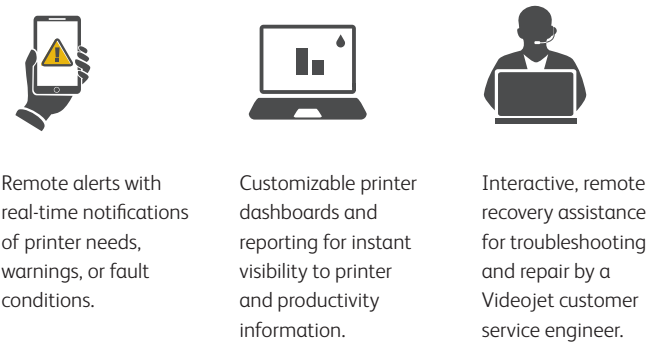 Remote alerts with
real-time notifications
of printer needs,
warnings, or fault
conditions.
Customizable printer
dashboards and
reporting for instant
visibility to printer
and productivity
information.
Interactive, remote
recovery assistance
for troubleshooting
and repair by a
Videojet customer
service engineer.